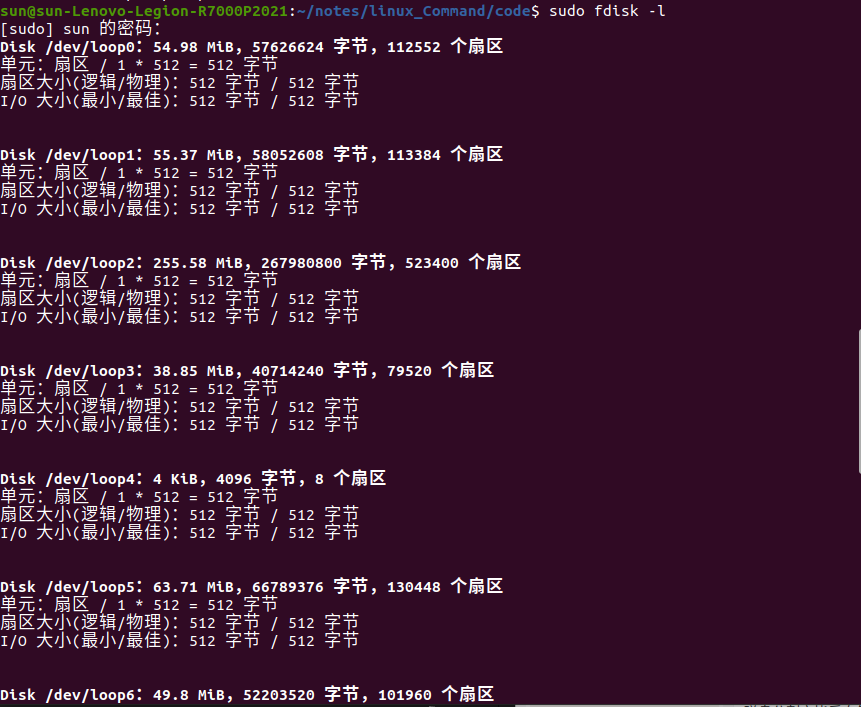 sun@sun-Lenovo-Legion-R7000P2021:~/notes/linux_Command/code$ sudo fdisk -l
[sudo] sun 的密码：
Disk /dev/loop0：54.98 MiB，57626624 字节，112552 个扇区
单元：扇区 / 1 * 512 = 512 字节
扇区大小(逻辑/物理)：512 字节 / 512 字节
I/O 大小(最小/最佳)：512 字节 / 512 字节
Disk /dev/loop1：55.37 MiB，58052608 字节，113384 个扇区
单元：扇区 / 1 * 512 = 512 字节
扇区大小(逻辑/物理)：512 字节 / 512 字节
I/O 大小(最小/最佳)：512 字节 / 512 字节
Disk /dev/loop2：255.58 MiB，267980800 字节，523400 个扇区
单元：扇区 / 1 * 512 = 512 字节
扇区大小(逻辑/物理)：512 字节 / 512 字节
I/O 大小(最小/最佳)：512 字节 / 512 字节
Disk /dev/loop3：38.85 MiB，40714240 字节，79520 个扇区
单元：扇区 / 1 * 512 = 512 字节
扇区大小(逻辑/物理)：512 字节 / 512 字节
I/O 大小(最小/最佳)：512 字节 / 512 字节
Disk /dev/loop4：4 KiB，4096 字节，8 个扇区
单元：扇区 / 1 * 512 = 512 字节
扇区大小(逻辑/物理)：512 字节 / 512 字节
I/O 大小(最小/最佳)：512 字节 / 512 字节
Disk /dev/loop5：63.71 MiB，66789376 字节，130448 个扇区
单元：扇区 / 1 * 512 = 512 字节
扇区大小(逻辑/物理)：512 字节 / 512 字节
I/O 大小(最小/最佳)：512 字节 / 512 字节
Disk /dev/loop6：49.8 MiB，52203520 字节，101960 个扇区